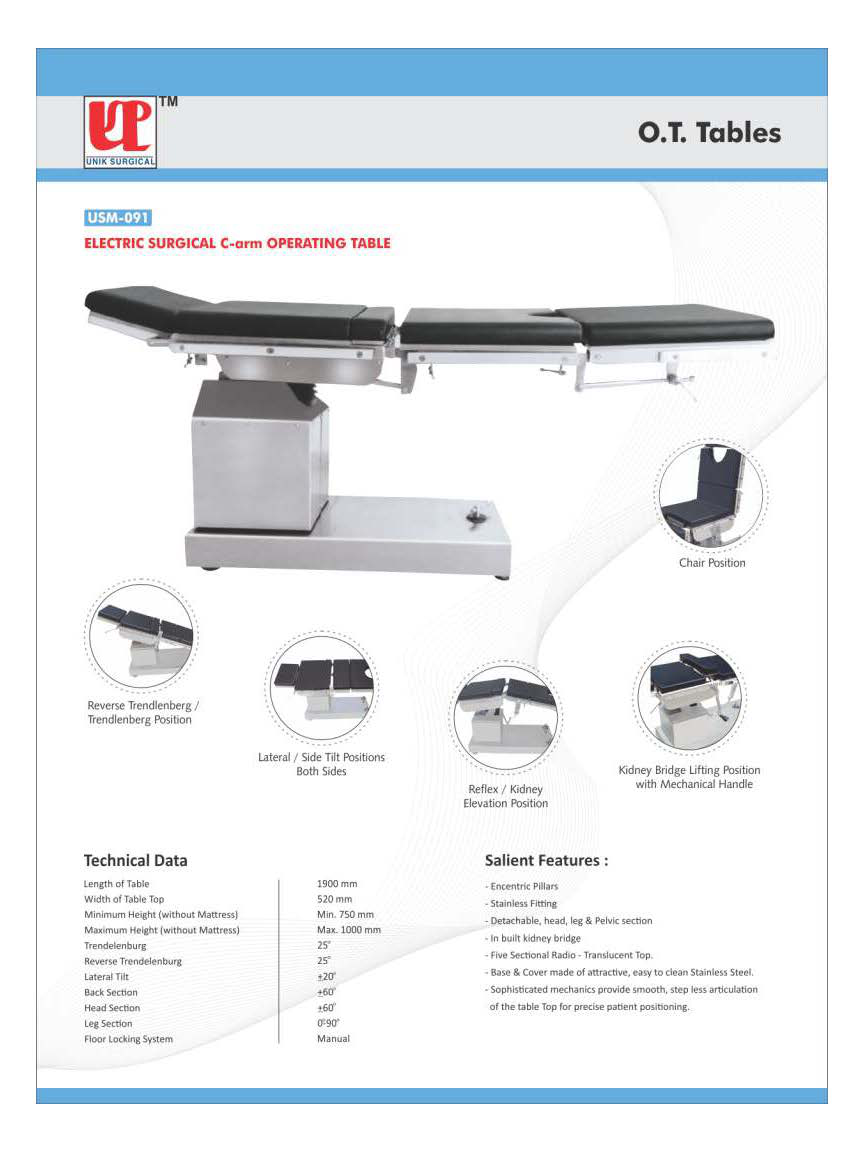 TM
UNIK SURGICAL
O.T. Tables
USM-091
ELECTRIC SURGICAL C-arm OPERATING TABLE
Chair Position
Reverse Trendlenberg /
Trendlenberg Position
Lateral / Side Tilt Positions
Both Sides
Reflex / Kidney
Elevation Position
Kidney Bridge Lifting Position
with Mechanical Handle
Technical Data
Length of Table 1900 mm
Width of Table Top 520 mm
Minimum Height (without Mattress) Min. 750 mm
Maximum Height (without Mattress) Max. 1000 mm
Trendelenburg 25°
Reverse Trendelenburg 25°
Lateral Tilt ±20°
Back Section ±60°
Head Section ±60°
Leg Section 0°-90°
Floor Locking System Manual
Salient Features :
- Encentric Pillars
- Stainless Fitting
- Detachable, head, leg & Pelvic section
- In built kidney bridge
- Five Sectional Radio - Translucent Top.
- Base & Cover made of attractive, easy to clean Stainless Steel.
- Sophisticated mechanics provide smooth, step less articulation
of the table Top for precise patient positioning.